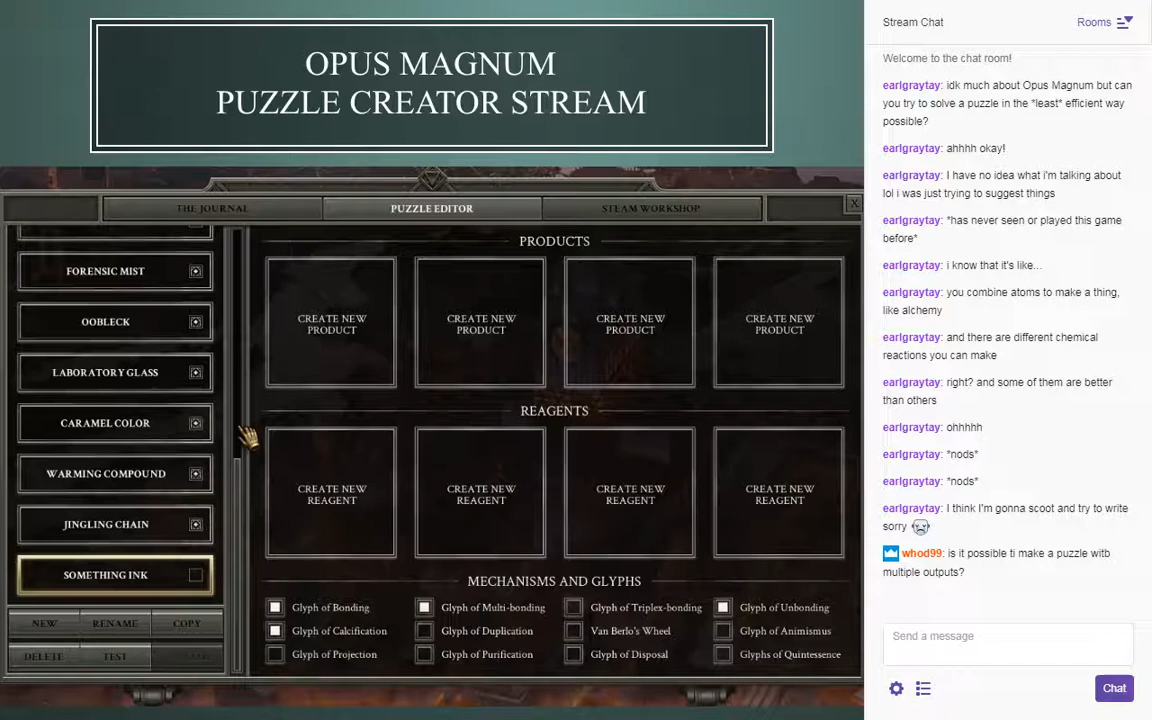 OPUS MAGNUM
PUZZLE CREATOR STREAM
THE JOURNAL
PUZZLE EDITOR
STEAM WORKSHOP
X
FORENSIC MIST
OOBLECK
LABORATORY GLASS
CARAMEL COLOR
WARMING COMPOUND
JINGLING CHAIN
SOMETHING INK
NEW
RENAME
COPY
DELETE
TEST
PRODUCTS
CREATE NEW
PRODUCT
CREATE NEW
PRODUCT
CREATE NEW
PRODUCT
CREATE NEW
PRODUCT
REAGENTS
CREATE NEW
REAGENT
CREATE NEW
REAGENT
CREATE NEW
REAGENT
CREATE NEW
REAGENT
MECHANISMS AND GLYPHS
Glyph of Bonding
Glyph of Multi-bonding
Glyph of Triplex-bonding
Glyph of Unbonding
Glyph of Calcification
Glyph of Duplication
Van Berlo's Wheel
Glyph of Animismus
Glyph of Projection
Glyph of Purification
Glyph of Disposal
Glyphs of Quintessence
Stream Chat
Rooms
Welcome to the chat room!
earlgraytay: idk much about Opus Magnum but can
you try to solve a puzzle in the *least* efficient way
possible?
earlgraytay: ahhhh okay!
earlgraytay: I have no idea what i'm talking about
lol i was just trying to suggest things
earlgraytay: *has never seen or played this game
before*
earlgraytay: i know that it's like...
earlgraytay: you combine atoms to make a thing,
like alchemy
earlgraytay: and there are different chemical
reactions you can make
earlgraytay: right? and some of them are better
than others
earlgraytay: ohhhhh
earlgraytay: *nods*
earlgraytay: *nods*
earlgraytay: I think I'm gonna scoot and try to write
sorry
whod99: is it possible ti make a puzzle witb
multiple outputs?
Send a message
Chat